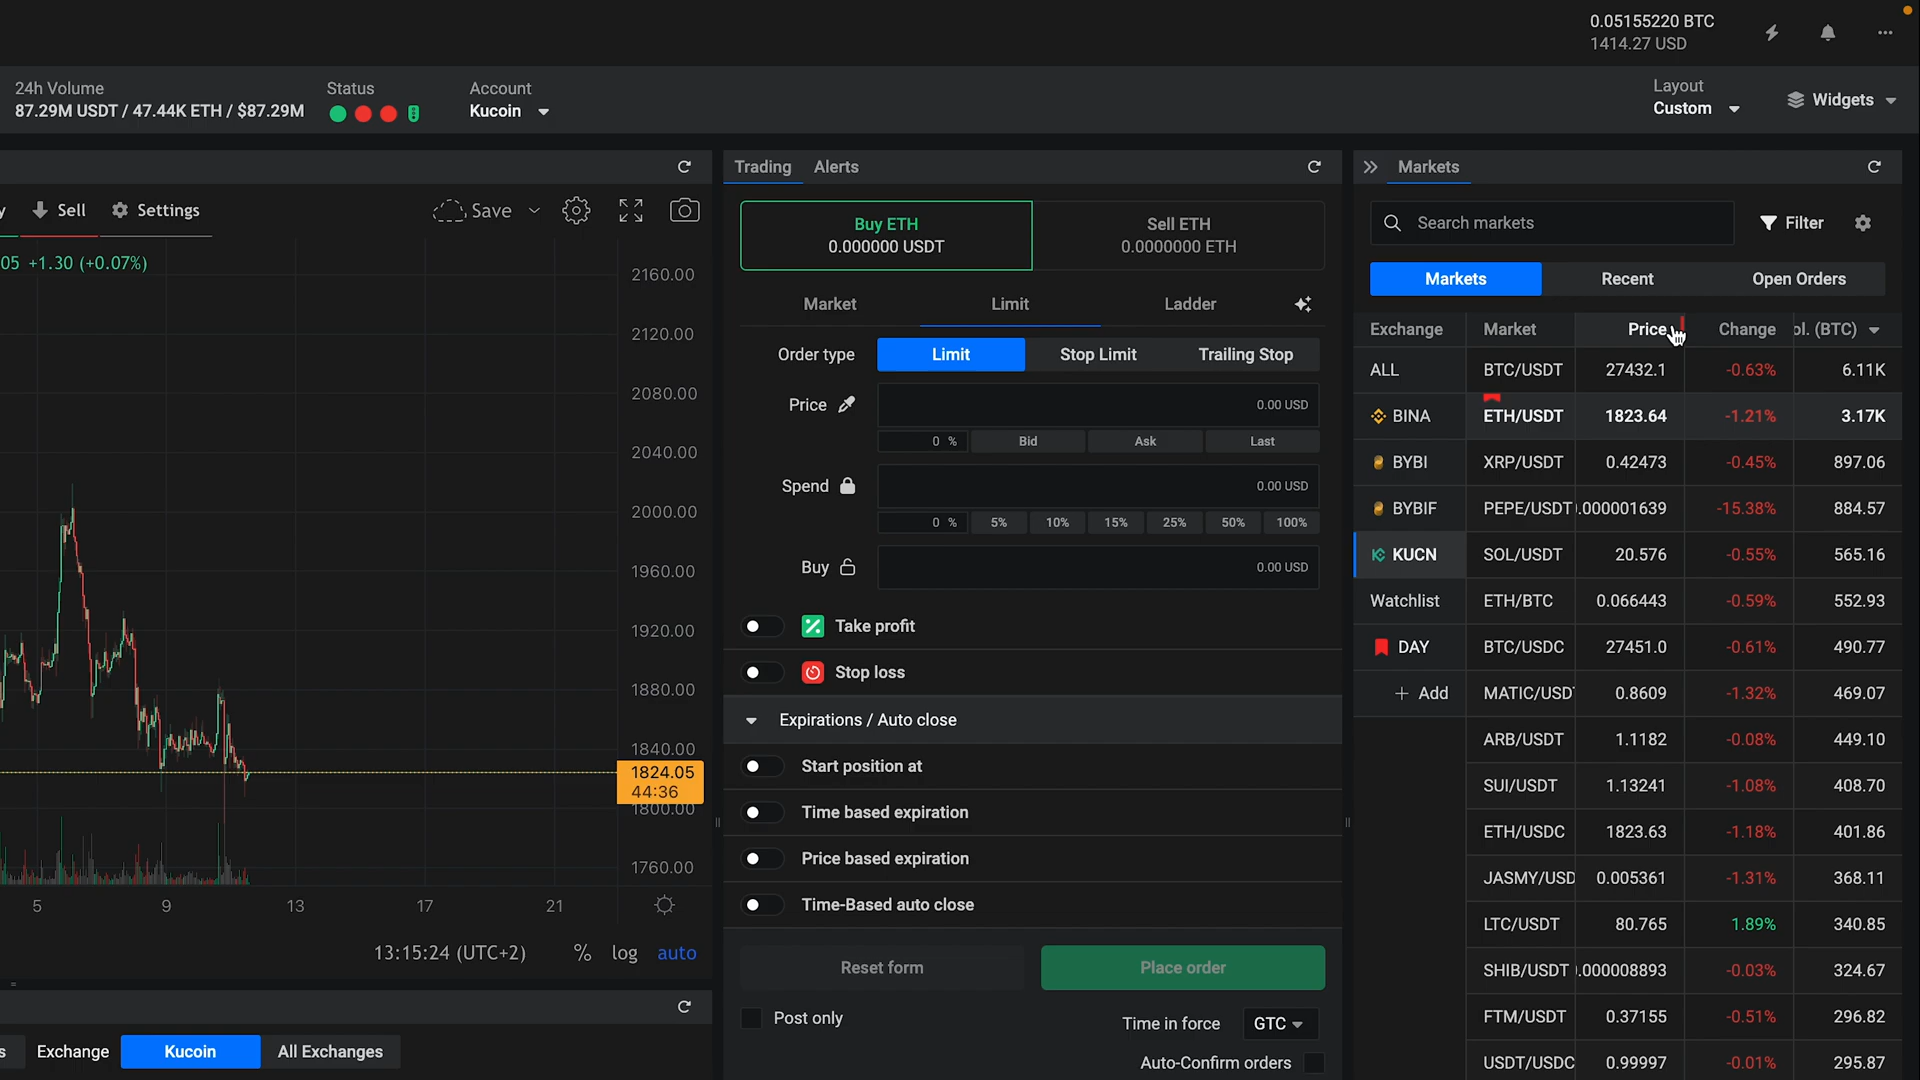 0.05155220 BTC
1414.27 USD
24h Volume
87.29M USDT / 47.44K ETH / $87.29M
Status
Account
Kucoin
Layout
Custom
Widgets
y
Sell
Settings
Save
05 +1.30 (+0.07%)
2160.00
2120.00
2080.00
2040.00
2000.00
1960.00
1920.00
1880.00
1840.00
1824.05
44:36
1800.00
1760.00
5 9 13 17 21
13:15:24 (UTC+2) % log auto
s
Exchange
Kucoin
All Exchanges
Trading Alerts
Buy ETH
0.000000 USDT
Sell ETH
0.0000000 ETH
Market Limit Ladder
Order type Limit Stop Limit Trailing Stop
Price 0.00 USD
0 % Bid Ask Last
Spend 0.00 USD
0 % 5% 10% 15% 25% 50% 100%
Buy 0.00 USD
Take profit
Stop loss
Expirations / Auto close
Start position at
Time based expiration
Price based expiration
Time-Based auto close
Reset form Place order
Post only
Time in force GTC
Auto-Confirm orders
Markets
Search markets
Filter
Markets Recent Open Orders
Exchange Market Price Change ol. (BTC)
ALL BTC/USDT 27432.1 -0.63% 6.11K
BINA ETH/USDT 1823.64 -1.21% 3.17K
BYBI XRP/USDT 0.42473 -0.45% 897.06
BYBIF PEPE/USDT .000001639 -15.38% 884.57
KUCN SOL/USDT 20.576 -0.55% 565.16
Watchlist ETH/BTC 0.066443 -0.59% 552.93
DAY BTC/USDC 27451.0 -0.61% 490.77
+ Add MATIC/USD 0.8609 -1.32% 469.07
ARB/USDT 1.1182 -0.08% 449.10
SUI/USDT 1.13241 -1.08% 408.70
ETH/USDC 1823.63 -1.18% 401.86
JASMY/USD 0.005361 -1.31% 368.11
LTC/USDT 80.765 1.89% 340.85
SHIB/USDT .000008893 -0.03% 324.67
FTM/USDT 0.37155 -0.51% 296.82
USDT/USDC 0.99997 -0.01% 295.87